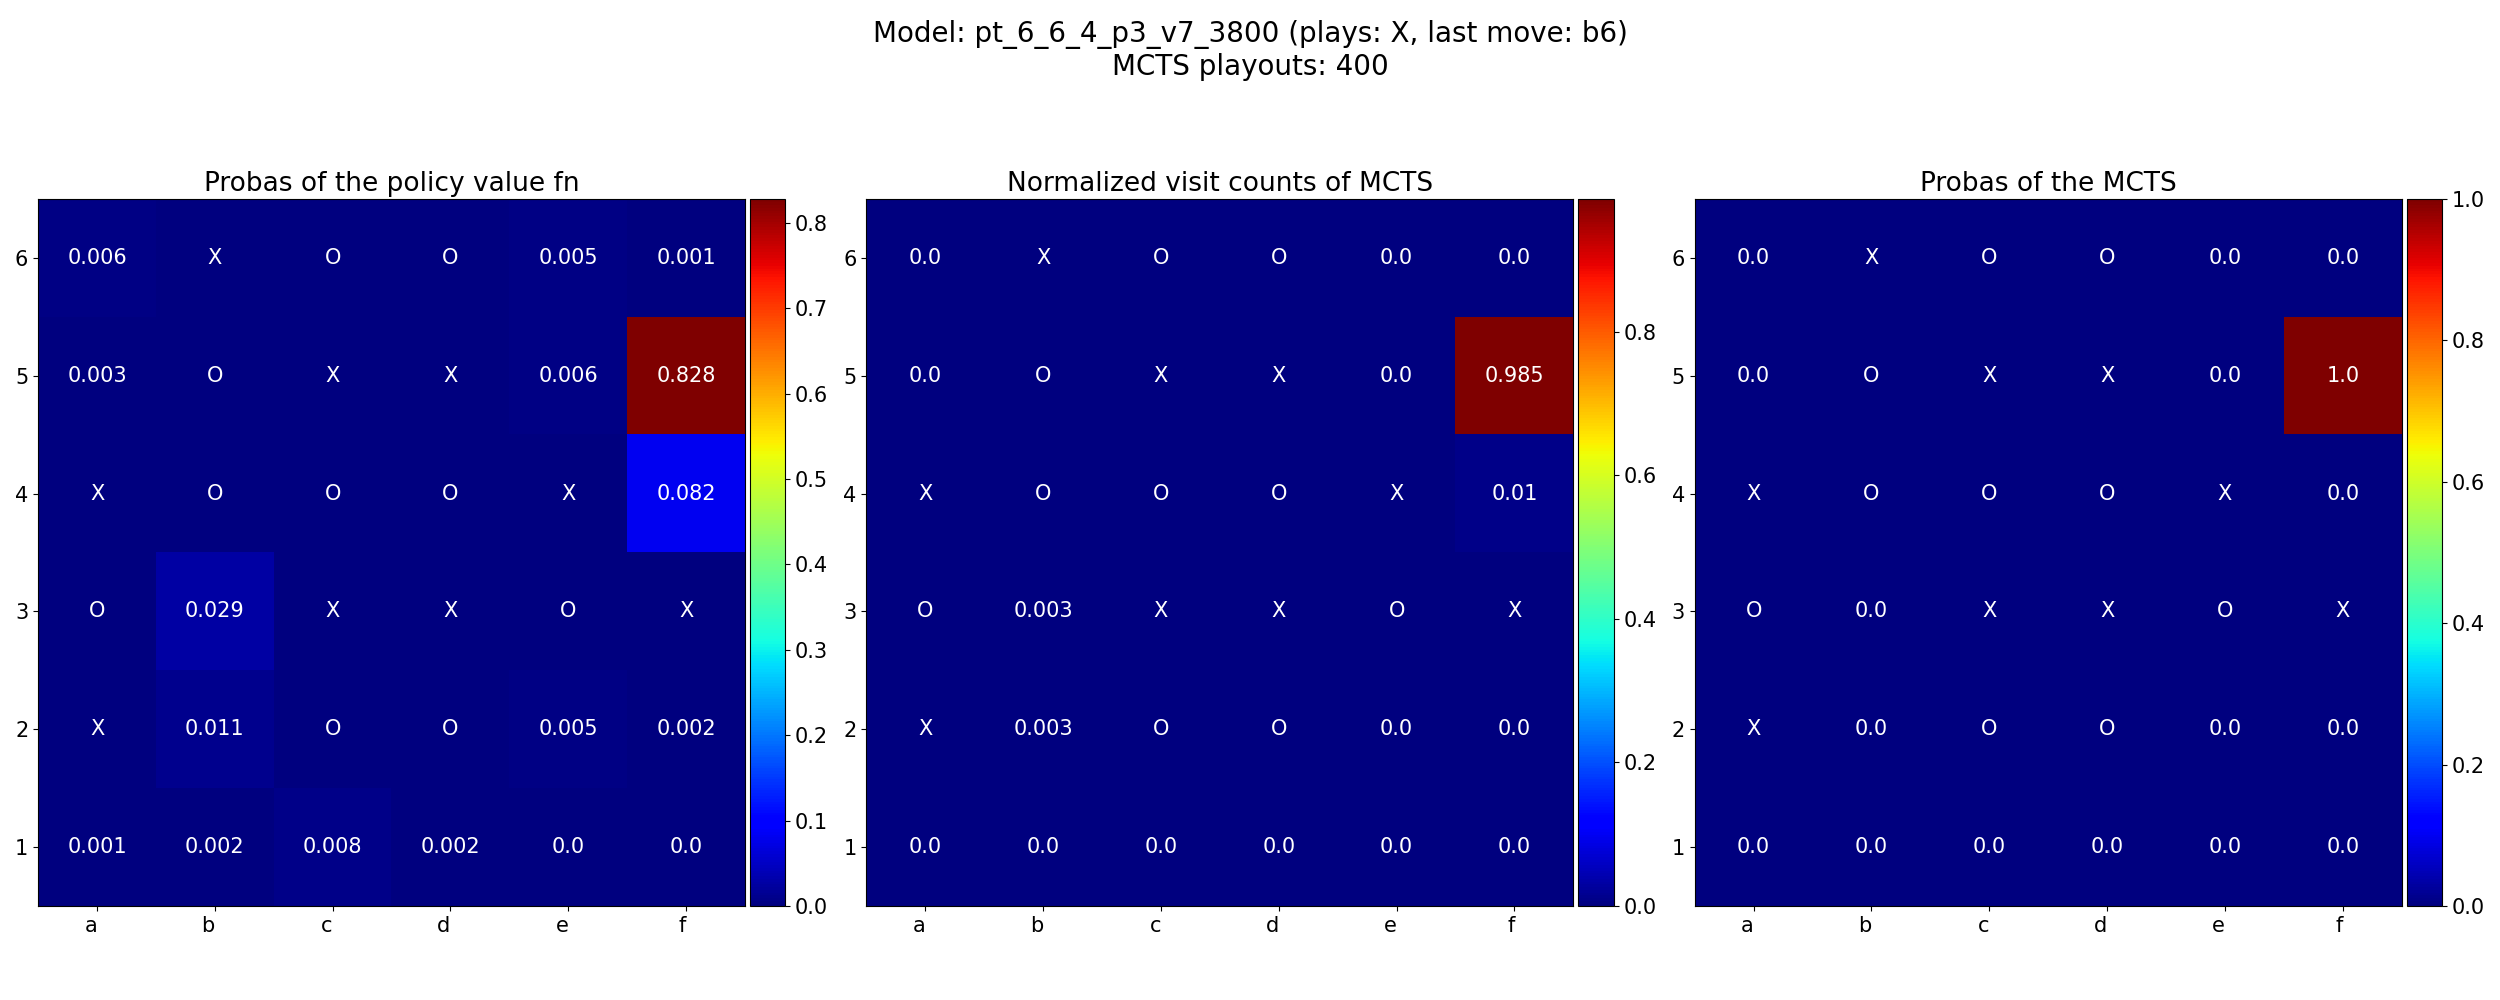 Model: pt_6_6_4_p3_v7_3800 (plays: X, last move: b6)
MCTS playouts: 400
Probas of the policy value fn
6 0.006 X O O 0.005 0.001
5 0.003 O X X 0.006 0.828
4 X O O O X 0.082
3 O 0.029 X X O X
2 X 0.011 O O 0.005 0.002
1 0.001 0.002 0.008 0.002 0.0 0.0
a b c d e f
0.8
0.7
0.6
0.5
0.4
0.3
0.2
0.1
0.0
Normalized visit counts of MCTS
6 0.0 X O O 0.0 0.0
5 0.0 O X X 0.0 0.985
4 X O O O X 0.01
3 O 0.003 X X O X
2 X 0.003 O O 0.0 0.0
1 0.0 0.0 0.0 0.0 0.0 0.0
a b c d e f
0.8
0.6
0.4
0.2
0.0
Probas of the MCTS
6 0.0 X O O 0.0 0.0
5 0.0 O X X 0.0 1.0
4 X O O O X 0.0
3 O 0.0 X X O X
2 X 0.0 O O 0.0 0.0
1 0.0 0.0 0.0 0.0 0.0 0.0
a b c d e f
1.0
0.8
0.6
0.4
0.2
0.0